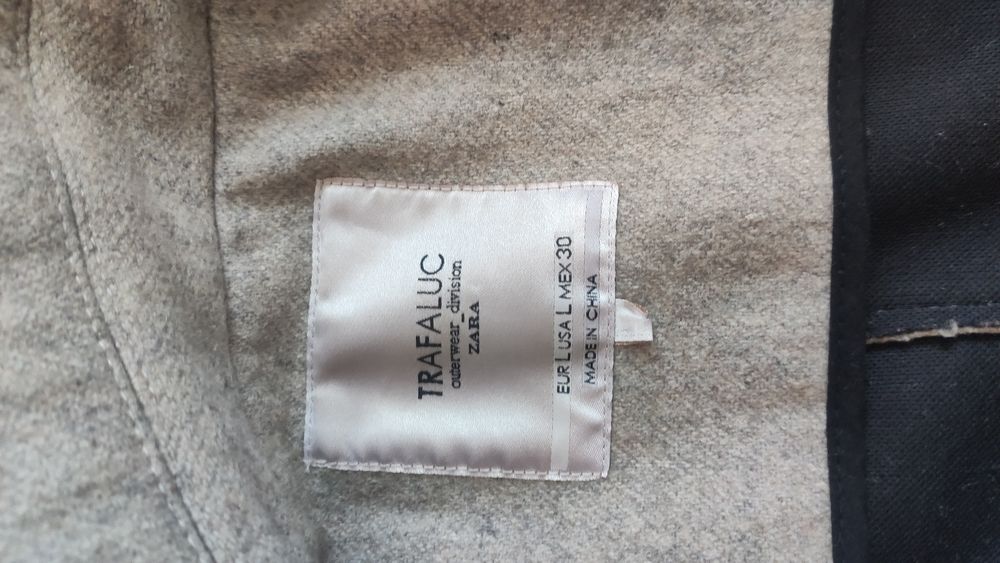 TRAFALUC
outerwear_division
ZARA
EUR L USA L MEX 30
MADE IN CHINA